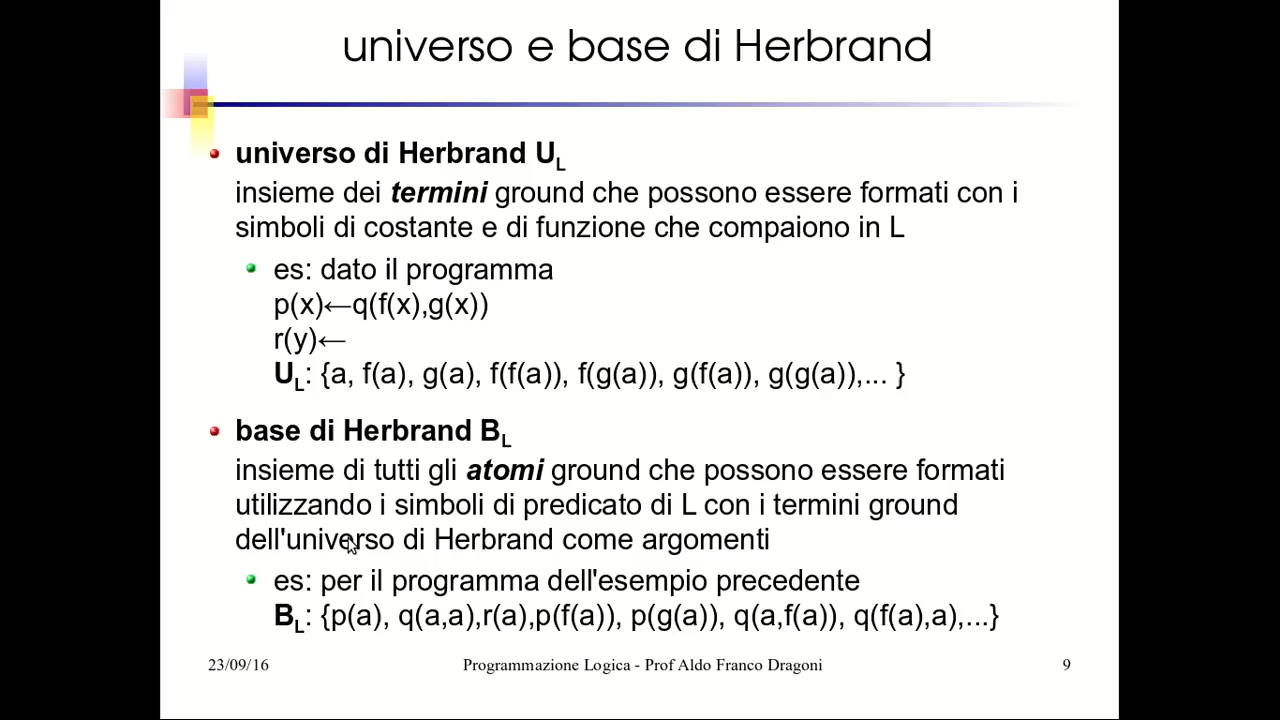 universo e base di Herbrand
universo di Herbrand UL
insieme dei termini ground che possono essere formati con i
simboli di costante e di funzione che compaiono in L
es: dato il programma
p(x)←q(f(x),g(x))
r(y)←
UL: {a, f(a), g(a), f(f(a)), f(g(a)), g(f(a)), g(g(a)),... }
base di Herbrand BL
insieme di tutti gli atomi ground che possono essere formati
utilizzando i simboli di predicato di L con i termini ground
dell'universo di Herbrand come argomenti
es: per il programma dell'esempio precedente
BL: {p(a), q(a,a),r(a),p(f(a)), p(g(a)), q(a,f(a)), q(f(a),a),...}
23/09/16 Programmazione Logica - Prof Aldo Franco Dragoni 9